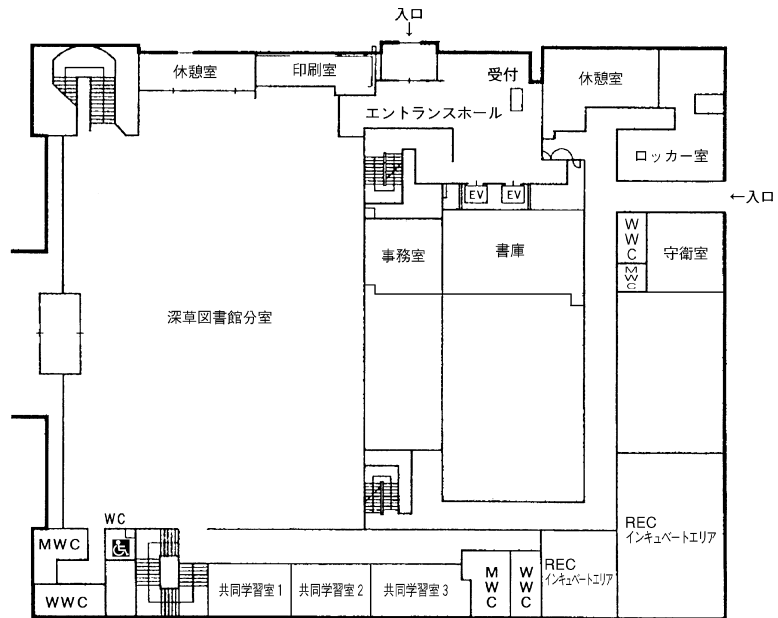 入口
↓
休憩室
印刷室
受付
エントランスホール
休憩室
ロッカー室
EV
EV
←入口
事務室
書庫
WWC
MWC
守衛室
深草図書館分室
WC
MWC
WWC
共同学習室1
共同学習室2
共同学習室3
MWC
WWC
REC
インキュベートエリア
REC
インキュベートエリア